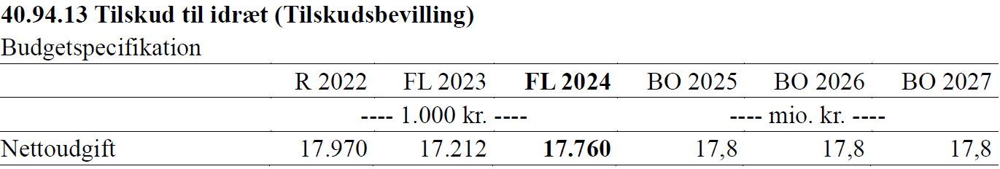 40.94.13 Tilskud til idræt (Tilskudsbevilling)
Budgetspecifikation
R 2022 FL 2023 FL 2024 BO 2025 BO 2026 BO 2027
---- 1.000 kr. ---- ---- mio. kr. ----
Nettoudgift 17.970 17.212 17.760 17,8 17,8 17,8